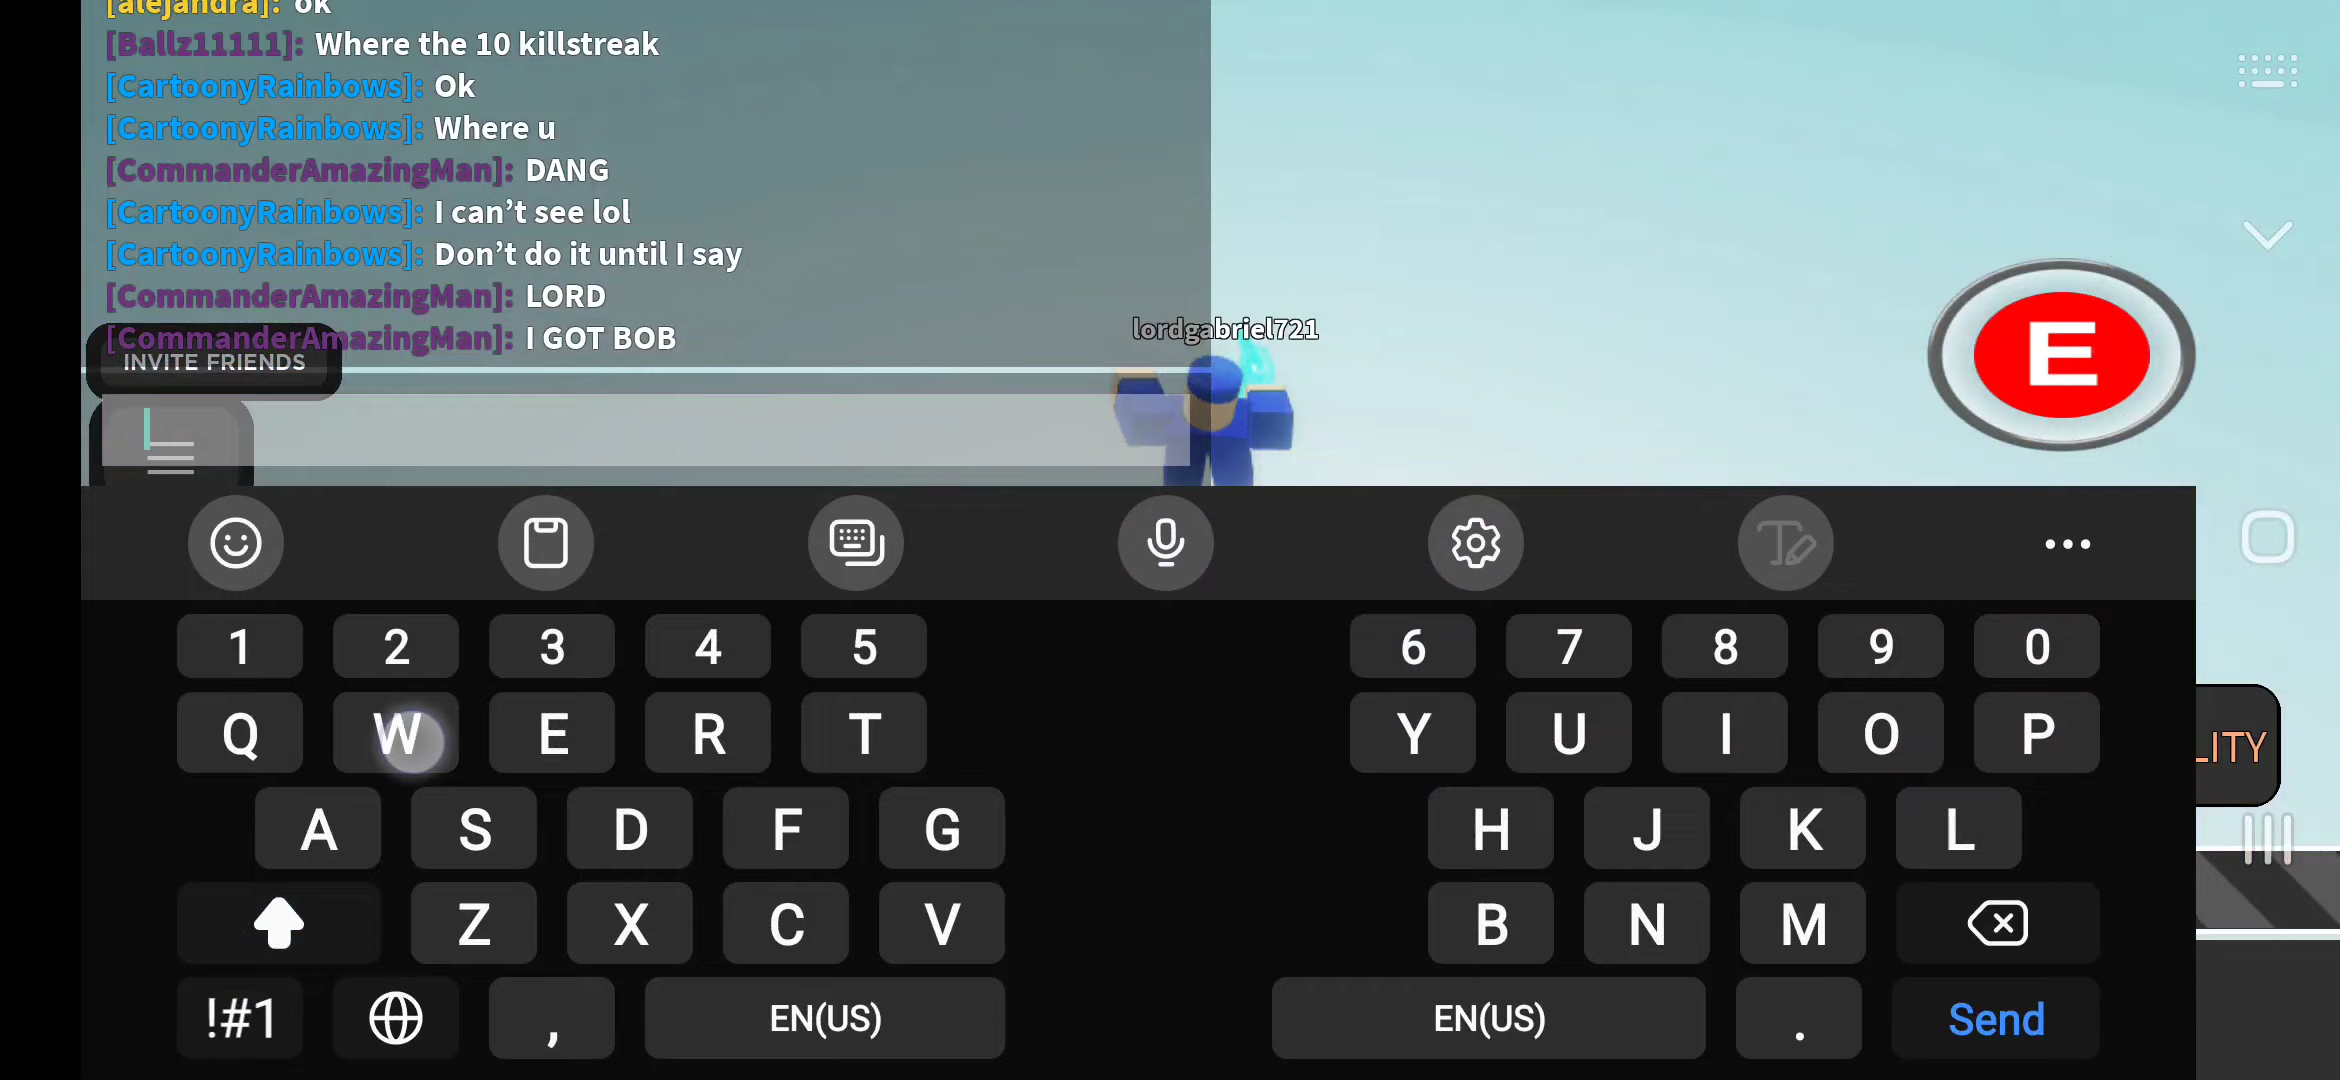 [alejandra]: ok
[Ballz11111]: Where the 10 killstreak
[CartoonyRainbows]: Ok
[CartoonyRainbows]: Where u
[CommanderAmazingMan]: DANG
[CartoonyRainbows]: I can’t see lol
[CartoonyRainbows]: Don’t do it until I say
[CommanderAmazingMan]: LORD
[CommanderAmazingMan]: I GOT BOB
INVITE FRIENDS
lordgabriel721
E
1 2 3 4 5 6 7 8 9 0
Q W E R T Y U I O P
LITY
A S D F G H J K L
Z X C V B N M
!#1 , EN(US) EN(US) . Send